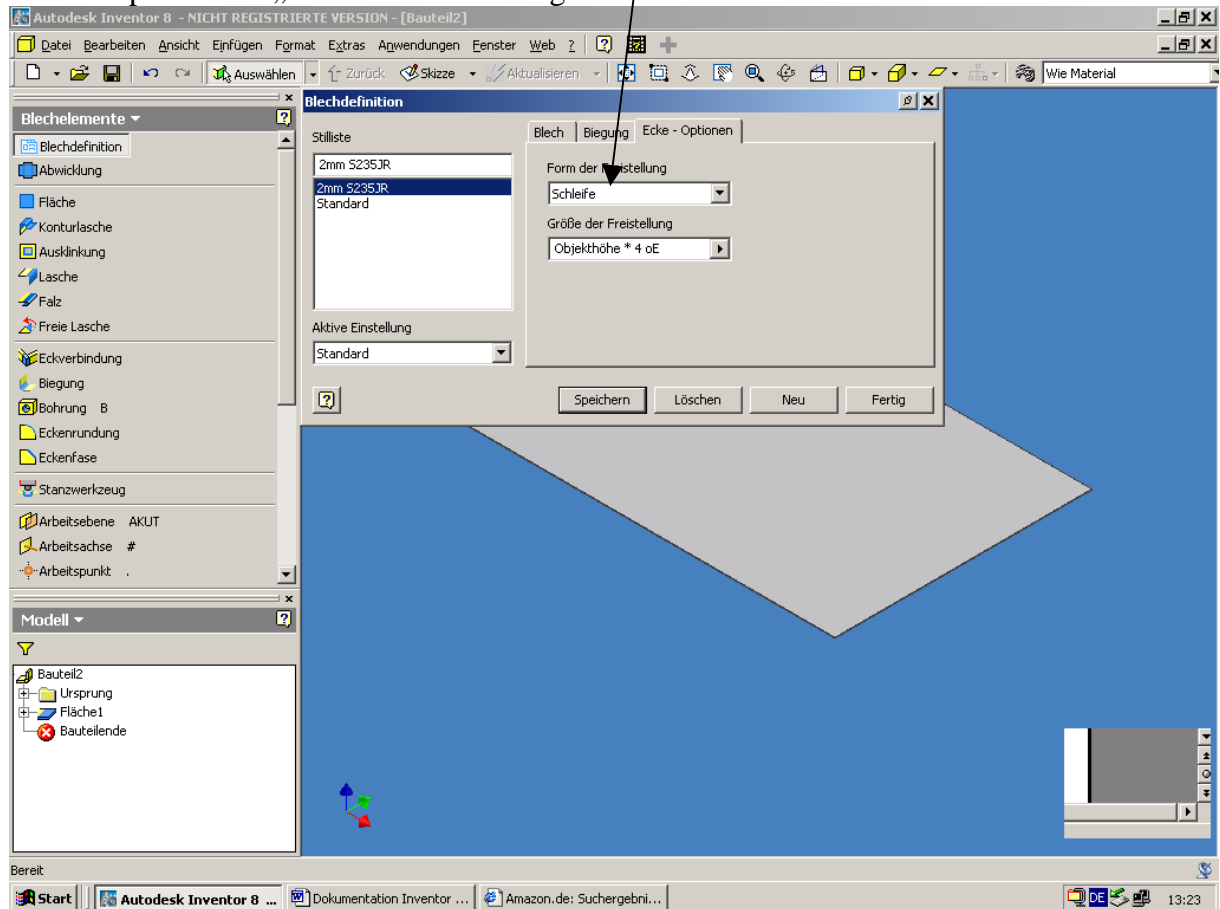 Autodesk Inventor 8 - NICHT REGISTRIERTE VERSION - [Bauteil2]
Datei Bearbeiten Ansicht Einfügen Format Extras Anwendungen Fenster Web ?
Auswählen Zurück Skizze Aktualisieren Wie Material
Blechelemente
Blechdefinition
Abwicklung
Fläche
Konturlasche
Ausklinkung
Lasche
Falz
Freie Lasche
Eckverbindung
Biegung
Bohrung B
Eckenrundung
Eckenfase
Stanzwerkzeug
Arbeitsebene AKUT
Arbeitsachse #
Arbeitspunkt .
Blechdefinition
Stilliste
2mm S235JR
2mm S235JR
Standard
Aktive Einstellung
Standard
Blech Biegung Ecke - Optionen
Form der Freistellung
Schleife
Größe der Freistellung
Objekthöhe * 4 oE
Speichern Löschen Neu Fertig
Modell
Bauteil2
Ursprung
Fläche1
Bauteilende
Bereit
Start Autodesk Inventor 8 ... Dokumentation Inventor ... Amazon.de: Suchergebni... DE 13:23